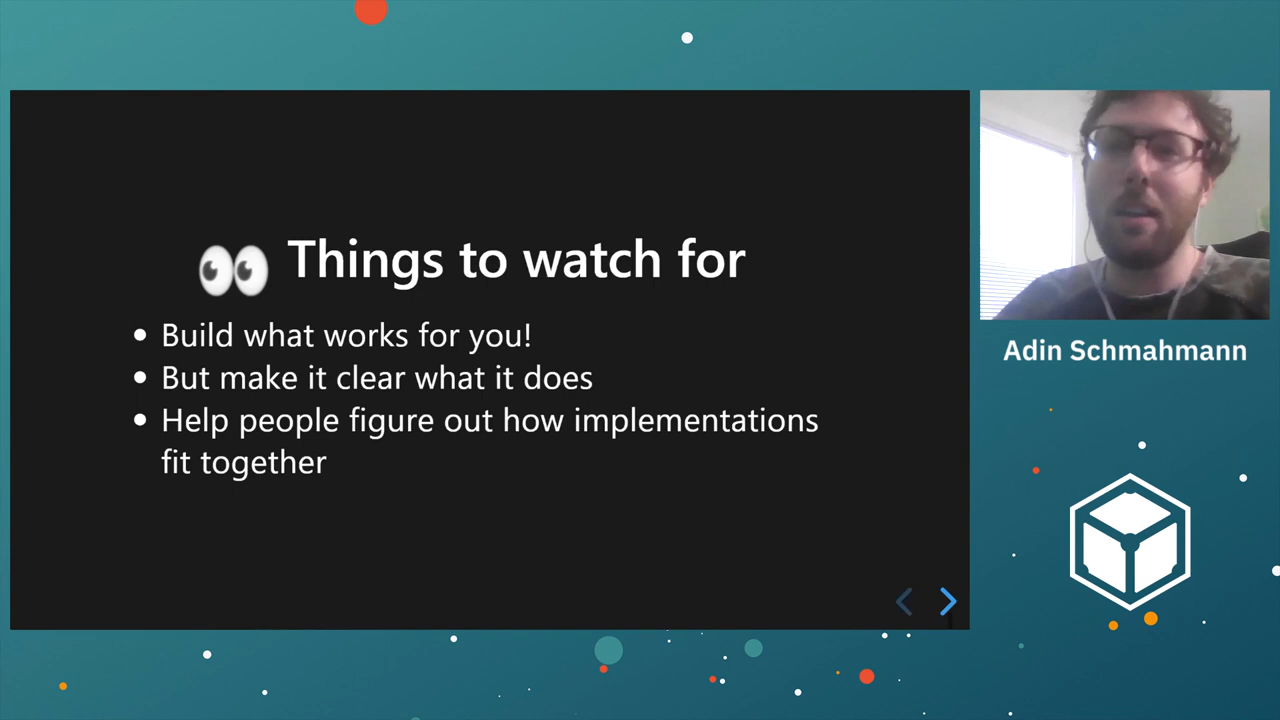 👀 Things to watch for
• Build what works for you!
• But make it clear what it does
• Help people figure out how implementations
fit together
Adin Schmahmann